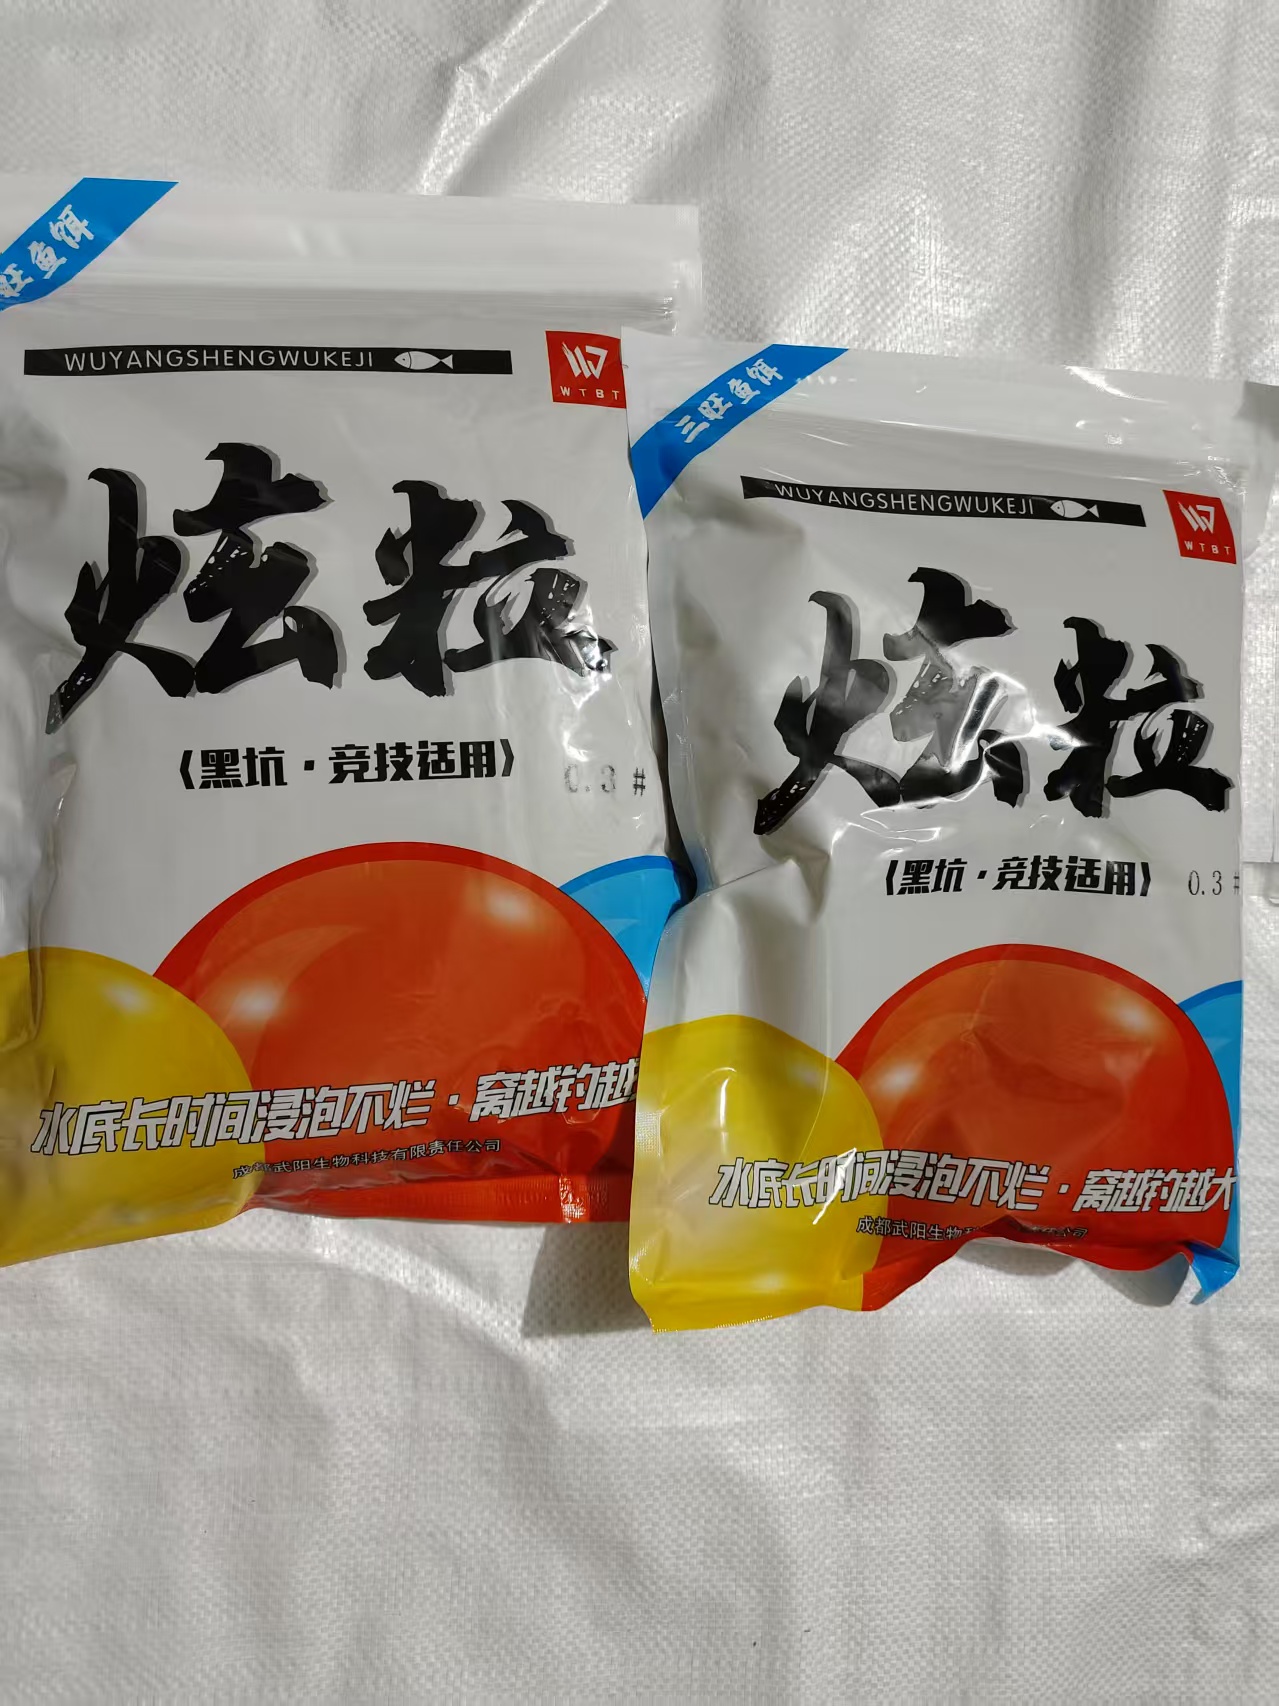 旺鱼饵
WUYANGSHENGWUKEJI
WTBT
炫粒
《黑坑·竞技适用》
0.3 #
水底长时间浸泡不烂·窝越钓越
成都武阳生物科技有限责任公司
三旺鱼饵
WUYANGSHENGWUKEJI
WTBT
炫粒
《黑坑·竞技适用》
0.3 #
水底长时间浸泡不烂·窝越钓越大
成都武阳生物科 公司